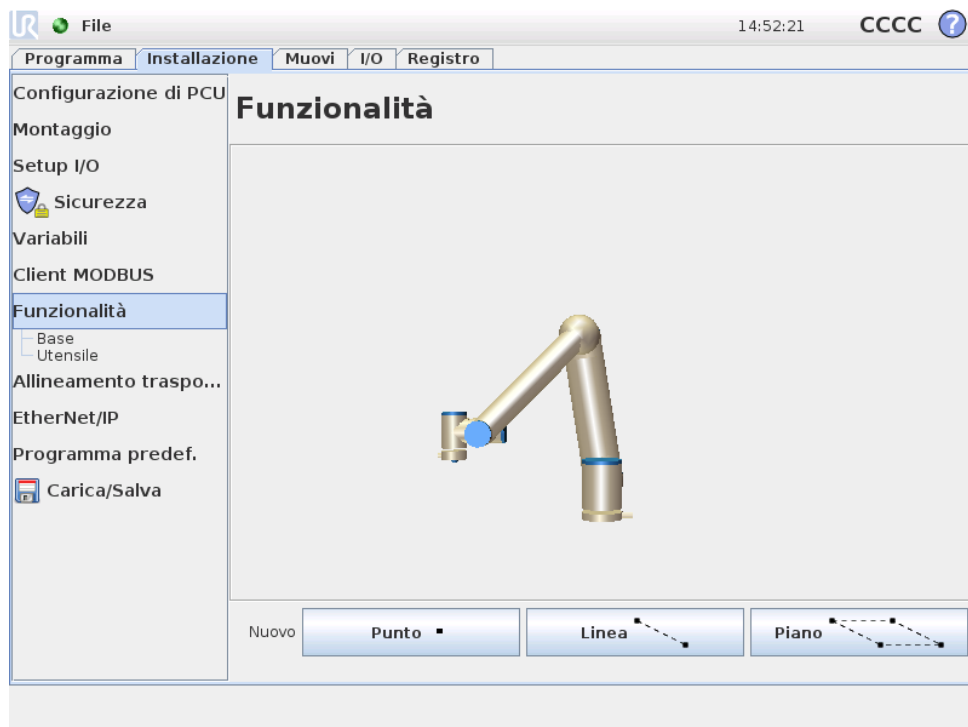 UR File 14:52:21 CCCC ?
Programma Installazione Muovi I/O Registro
Configurazione di PCU
Montaggio
Setup I/O
Sicurezza
Variabili
Client MODBUS
Funzionalità
Base
Utensile
Allineamento traspo...
EtherNet/IP
Programma predef.
Carica/Salva
Funzionalità
Nuovo Punto Linea Piano